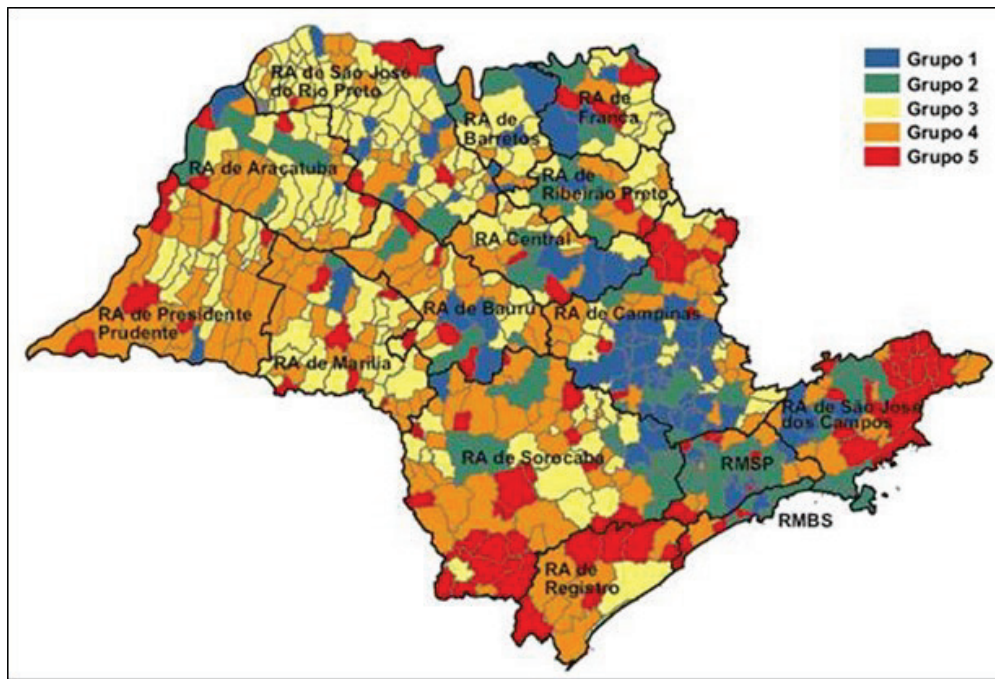 RA de São José
do Rio Preto
RA de
Barretos
RA de
Franca
Grupo 1
Grupo 2
Grupo 3
Grupo 4
Grupo 5
RA de Araçatuba
RA de
Ribeirão Preto
RA Central
RA de Presidente
Prudente
RA de Bauru
RA de Campinas
RA de Marília
RA de São José
dos Campos
RA de Sorocaba
RMSP
RMBS
RA de
Registro